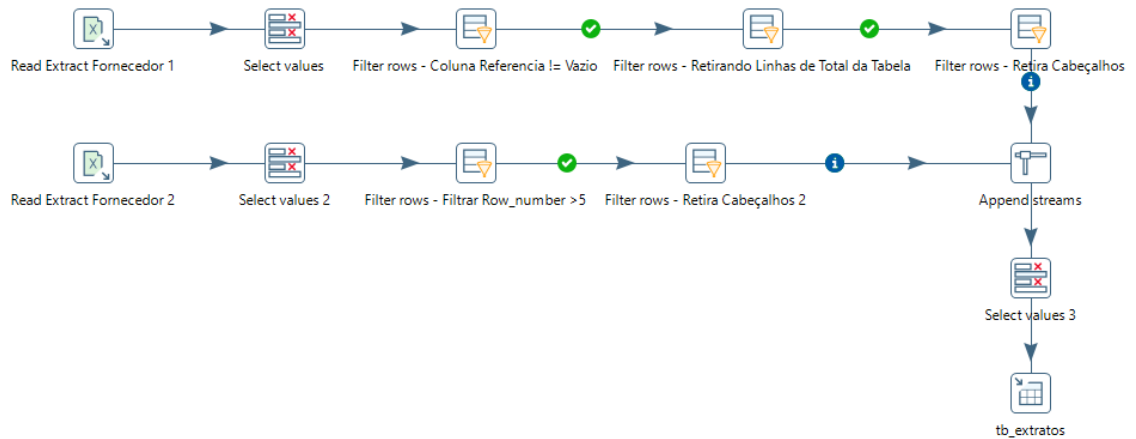 Read Extract Fornecedor 1
Select values
Filter rows - Coluna Referencia != Vazio
Filter rows - Retirando Linhas de Total da Tabela
Filter rows - Retira Cabeçalhos
Read Extract Fornecedor 2
Select values 2
Filter rows - Filtrar Row_number >5
Filter rows - Retira Cabeçalhos 2
Append streams
Select values 3
tb_extratos